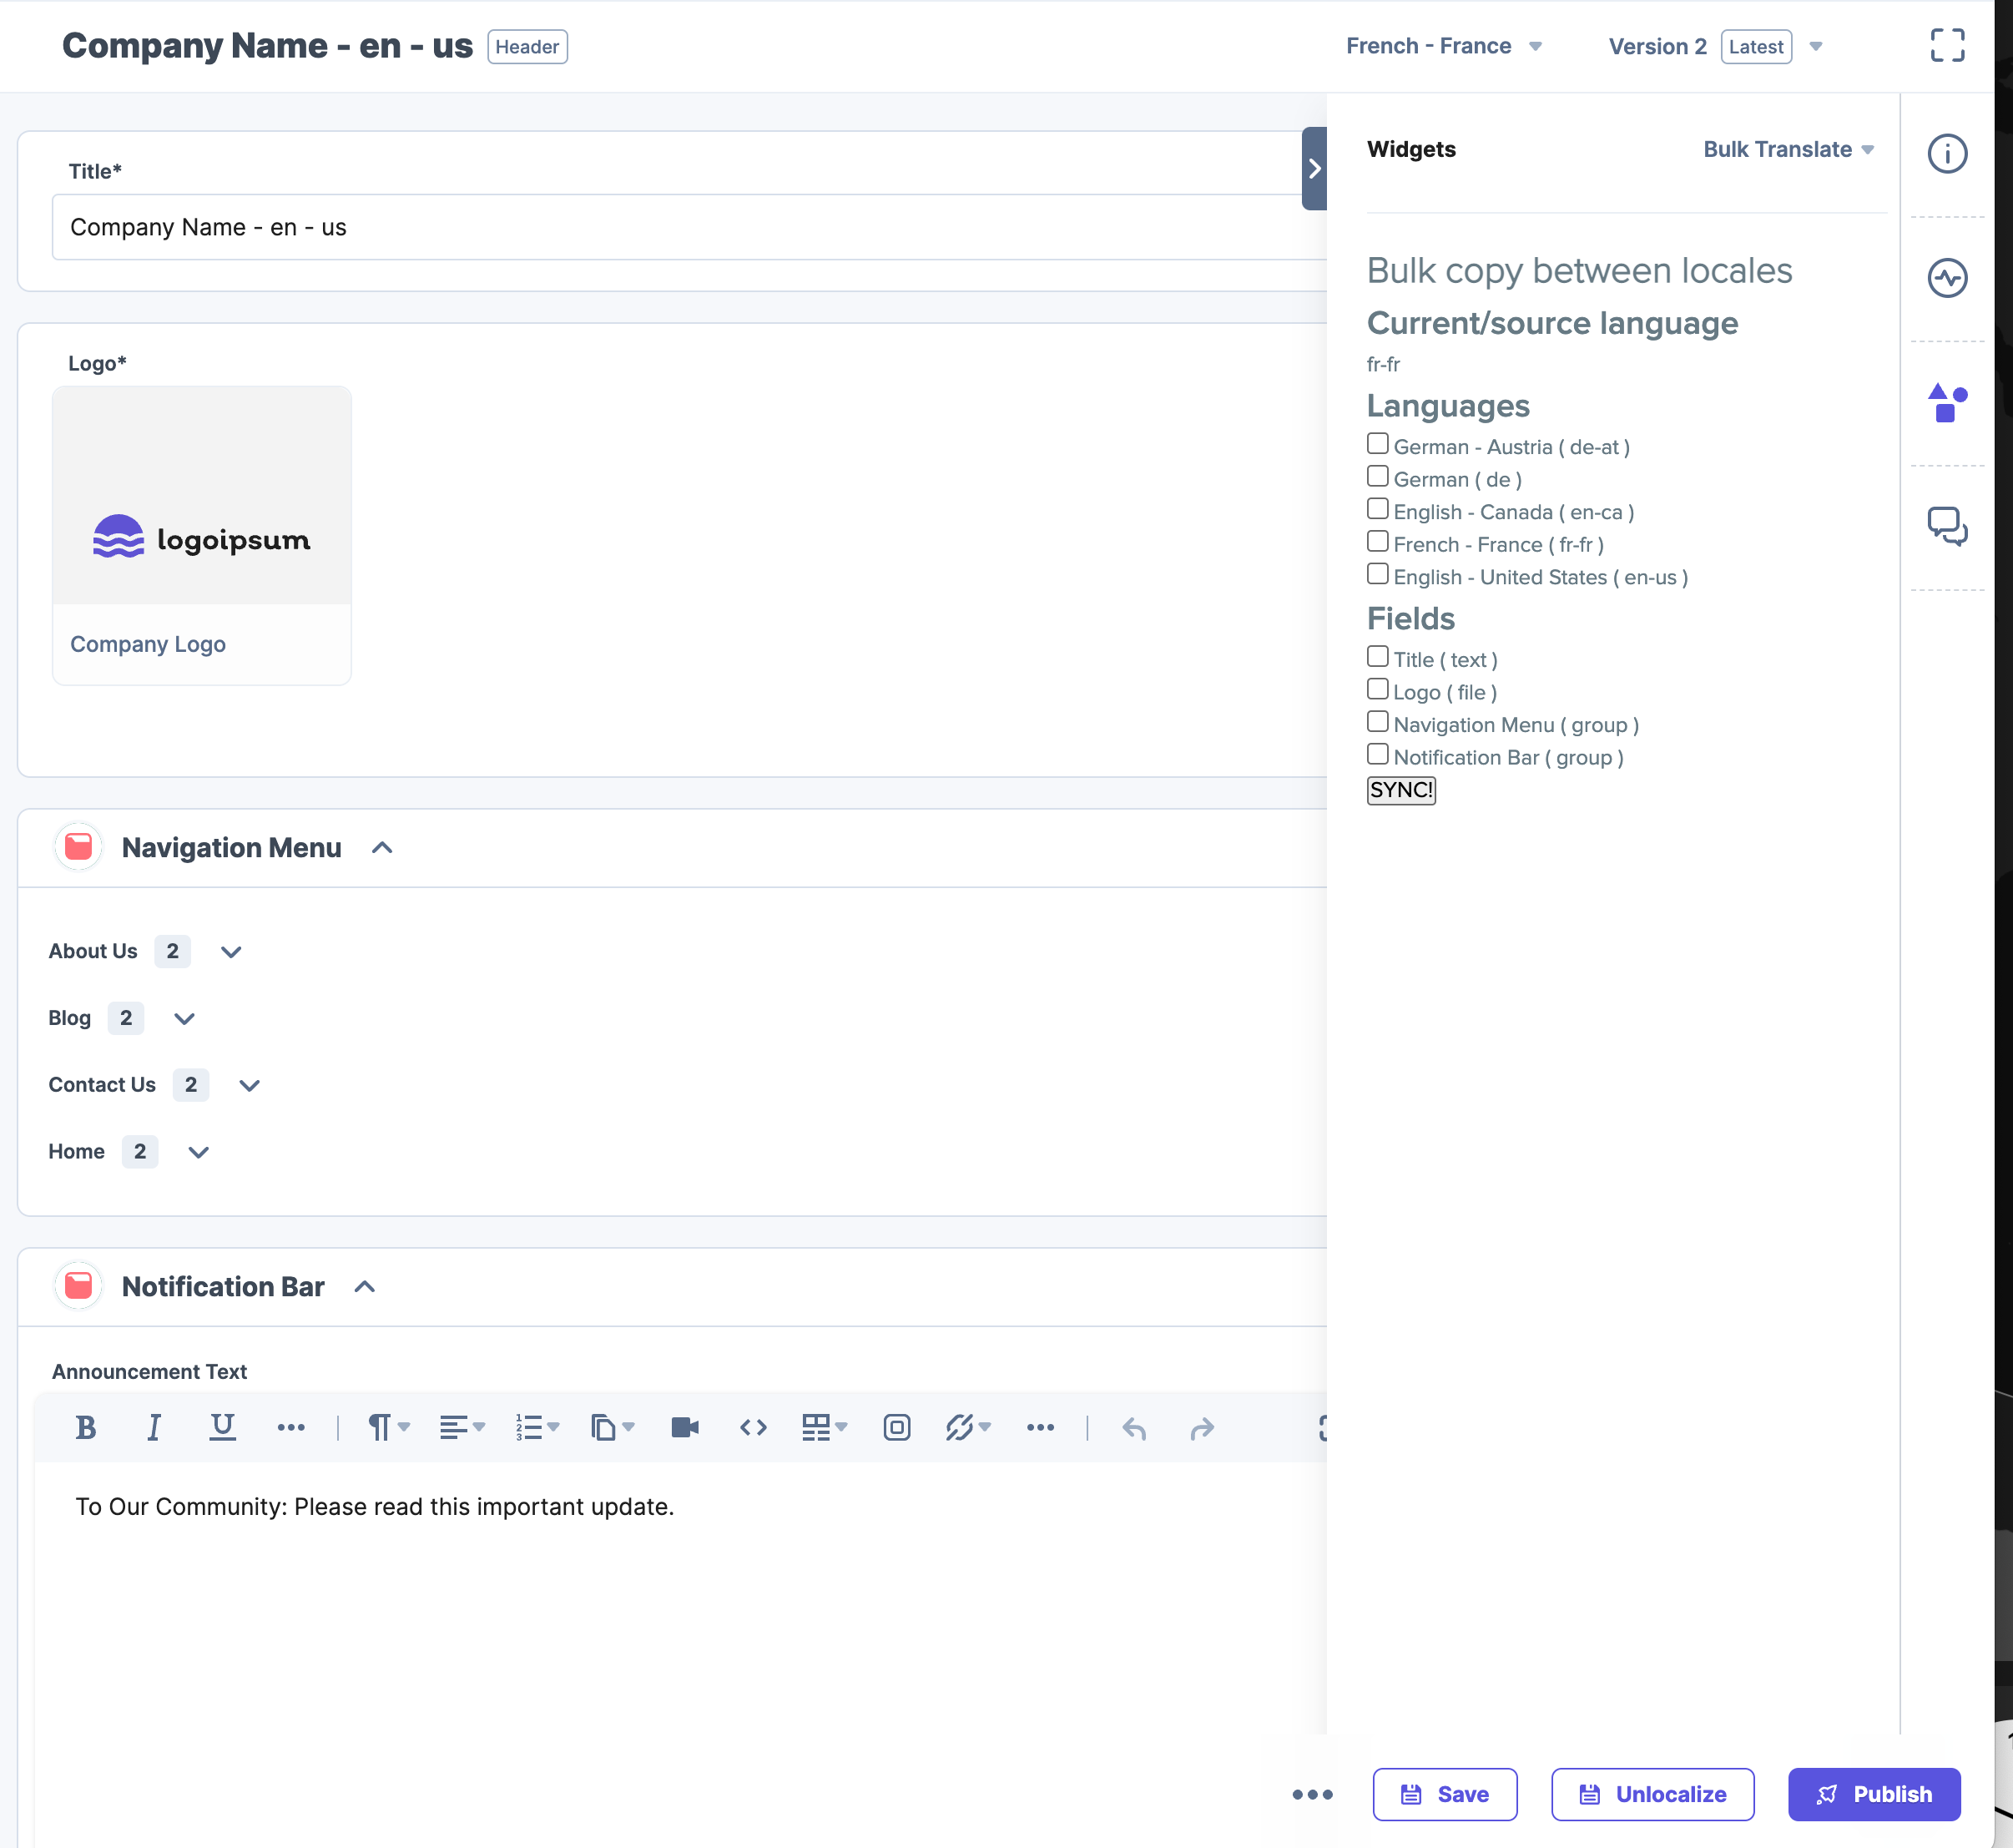 Company Name - en - us Header
French - France
Version 2 Latest
Title*
Company Name - en - us
Logo*
logoipsum
Company Logo
Navigation Menu
About Us 2
Blog 2
Contact Us 2
Home 2
Notification Bar
Announcement Text
B I U
To Our Community: Please read this important update.
Widgets
Bulk Translate
Bulk copy between locales
Current/source language
fr-fr
Languages
German - Austria ( de-at )
German ( de )
English - Canada ( en-ca )
French - France ( fr-fr )
English - United States ( en-us )
Fields
Title ( text )
Logo ( file )
Navigation Menu ( group )
Notification Bar ( group )
SYNC!
Save
Unlocalize
Publish